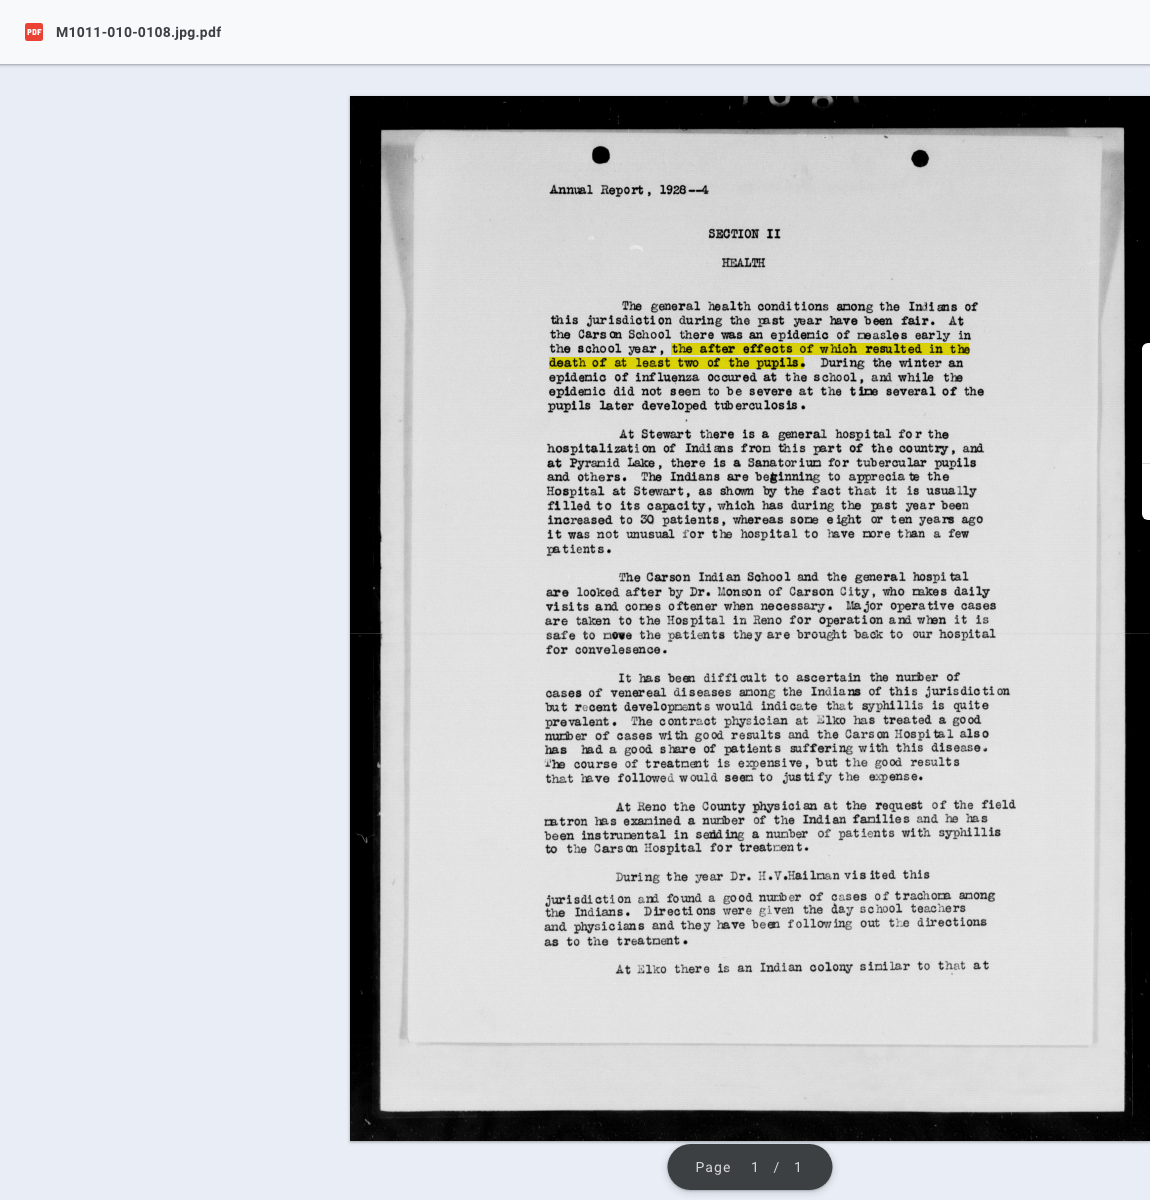 M1011-010-0108.jpg.pdf
Annual Report, 1928--4
SECTION II
HEALTH
The general health conditions among the Indians of
this jurisdiction during the past year have been fair. At
the Carson School there was an epidemic of measles early in
the school year, the after effects of which resulted in the
death of at least two of the pupils. During the winter an
epidemic of influenza occured at the school, and while the
epidemic did not seem to be severe at the time several of the
pupils later developed tuberculosis.
At Stewart there is a general hospital for the
hospitalization of Indians from this part of the country, and
at Pyramid Lake, there is a Sanatorium for tubercular pupils
and others. The Indians are beginning to appreciate the
Hospital at Stewart, as shown by the fact that it is usually
filled to its capacity, which has during the past year been
increased to 30 patients, whereas some eight or ten years ago
it was not unusual for the hospital to have more than a few
patients.
The Carson Indian School and the general hospital
are looked after by Dr. Monson of Carson City, who makes daily
visits and comes oftener when necessary. Major operative cases
are taken to the Hospital in Reno for operation and when it is
safe to move the patients they are brought back to our hospital
for convelesence.
It has been difficult to ascertain the number of
cases of venereal diseases among the Indians of this jurisdiction
but recent developments would indicate that syphillis is quite
prevalent. The contract physician at Elko has treated a good
number of cases with good results and the Carson Hospital also
has had a good share of patients suffering with this disease.
The course of treatment is expensive, but the good results
that have followed would seem to justify the expense.
At Reno the County physician at the request of the field
matron has examined a number of the Indian families and he has
been instrumental in sending a number of patients with syphillis
to the Carson Hospital for treatment.
During the year Dr. H.V.Hailman visited this
jurisdiction and found a good number of cases of trachoma among
the Indians. Directions were given the day school teachers
and physicians and they have been following out the directions
as to the treatment.
At Elko there is an Indian colony similar to that at
Page 1 / 1